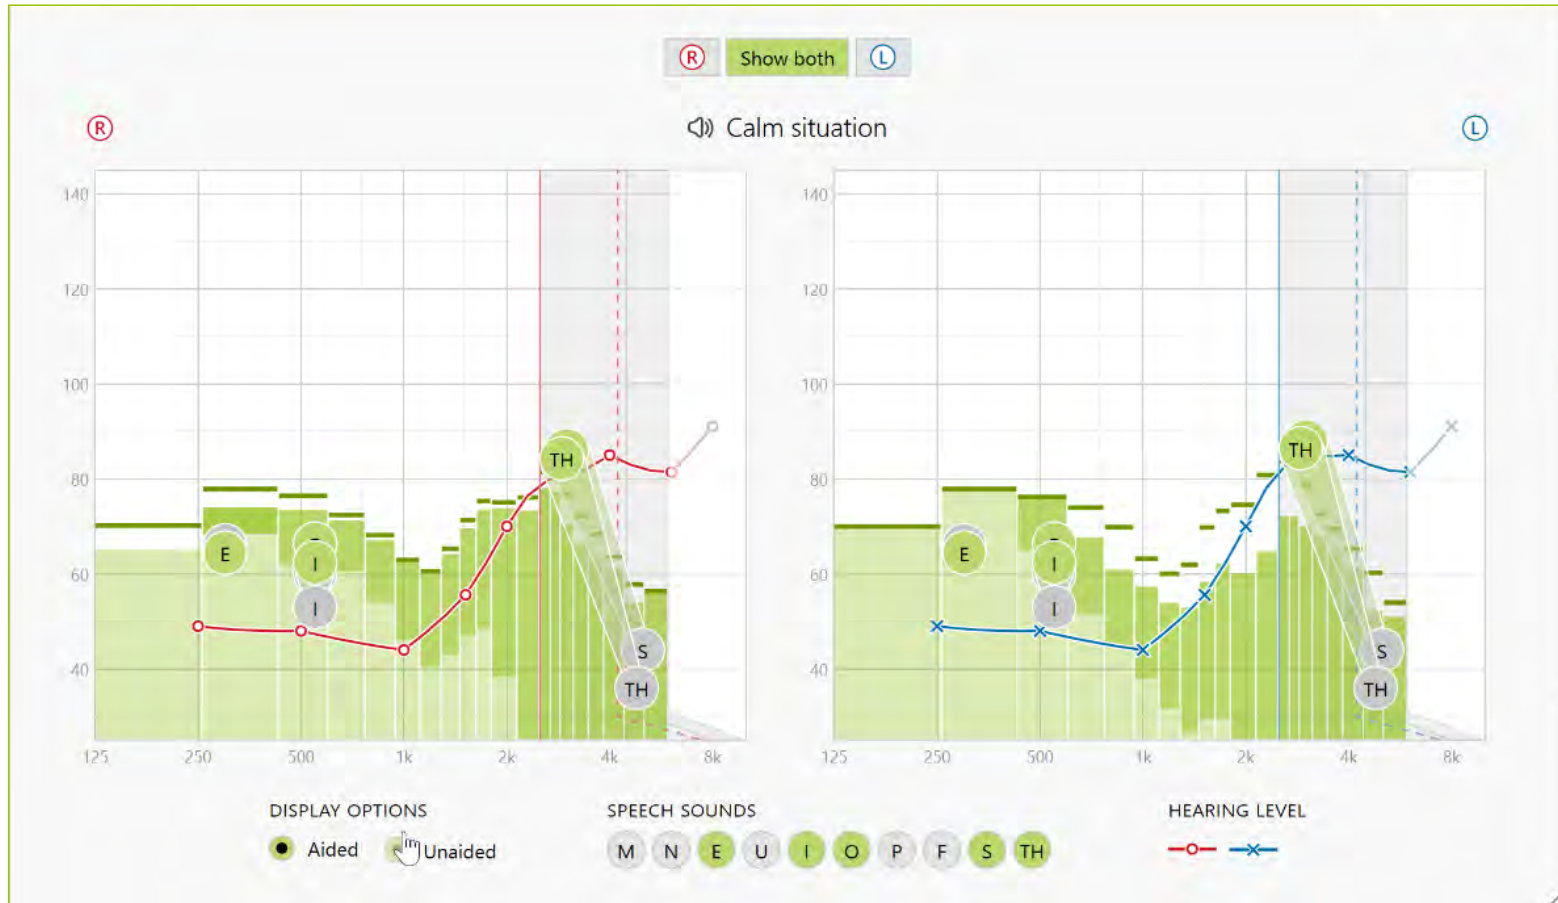 R Show both L
R Calm situation L
140 140
120 120
100 100
80 80
TH TH
60 E I I 60 E I I
40 S TH 40 S TH
125 250 500 1k 2k 4k 8k 125 250 500 1k 2k 4k 8k
DISPLAY OPTIONS SPEECH SOUNDS HEARING LEVEL
Aided Unaided M N E U I O P F S TH